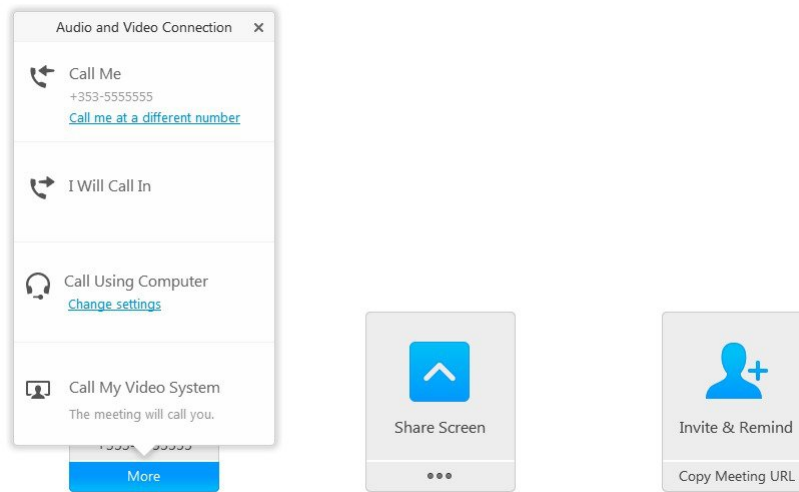 Audio and Video Connection
Call Me
+353-5555555
Call me at a different number
I Will Call In
Call Using Computer
Change settings
Call My Video System
The meeting will call you.
More
Share Screen
Invite & Remind
Copy Meeting URL